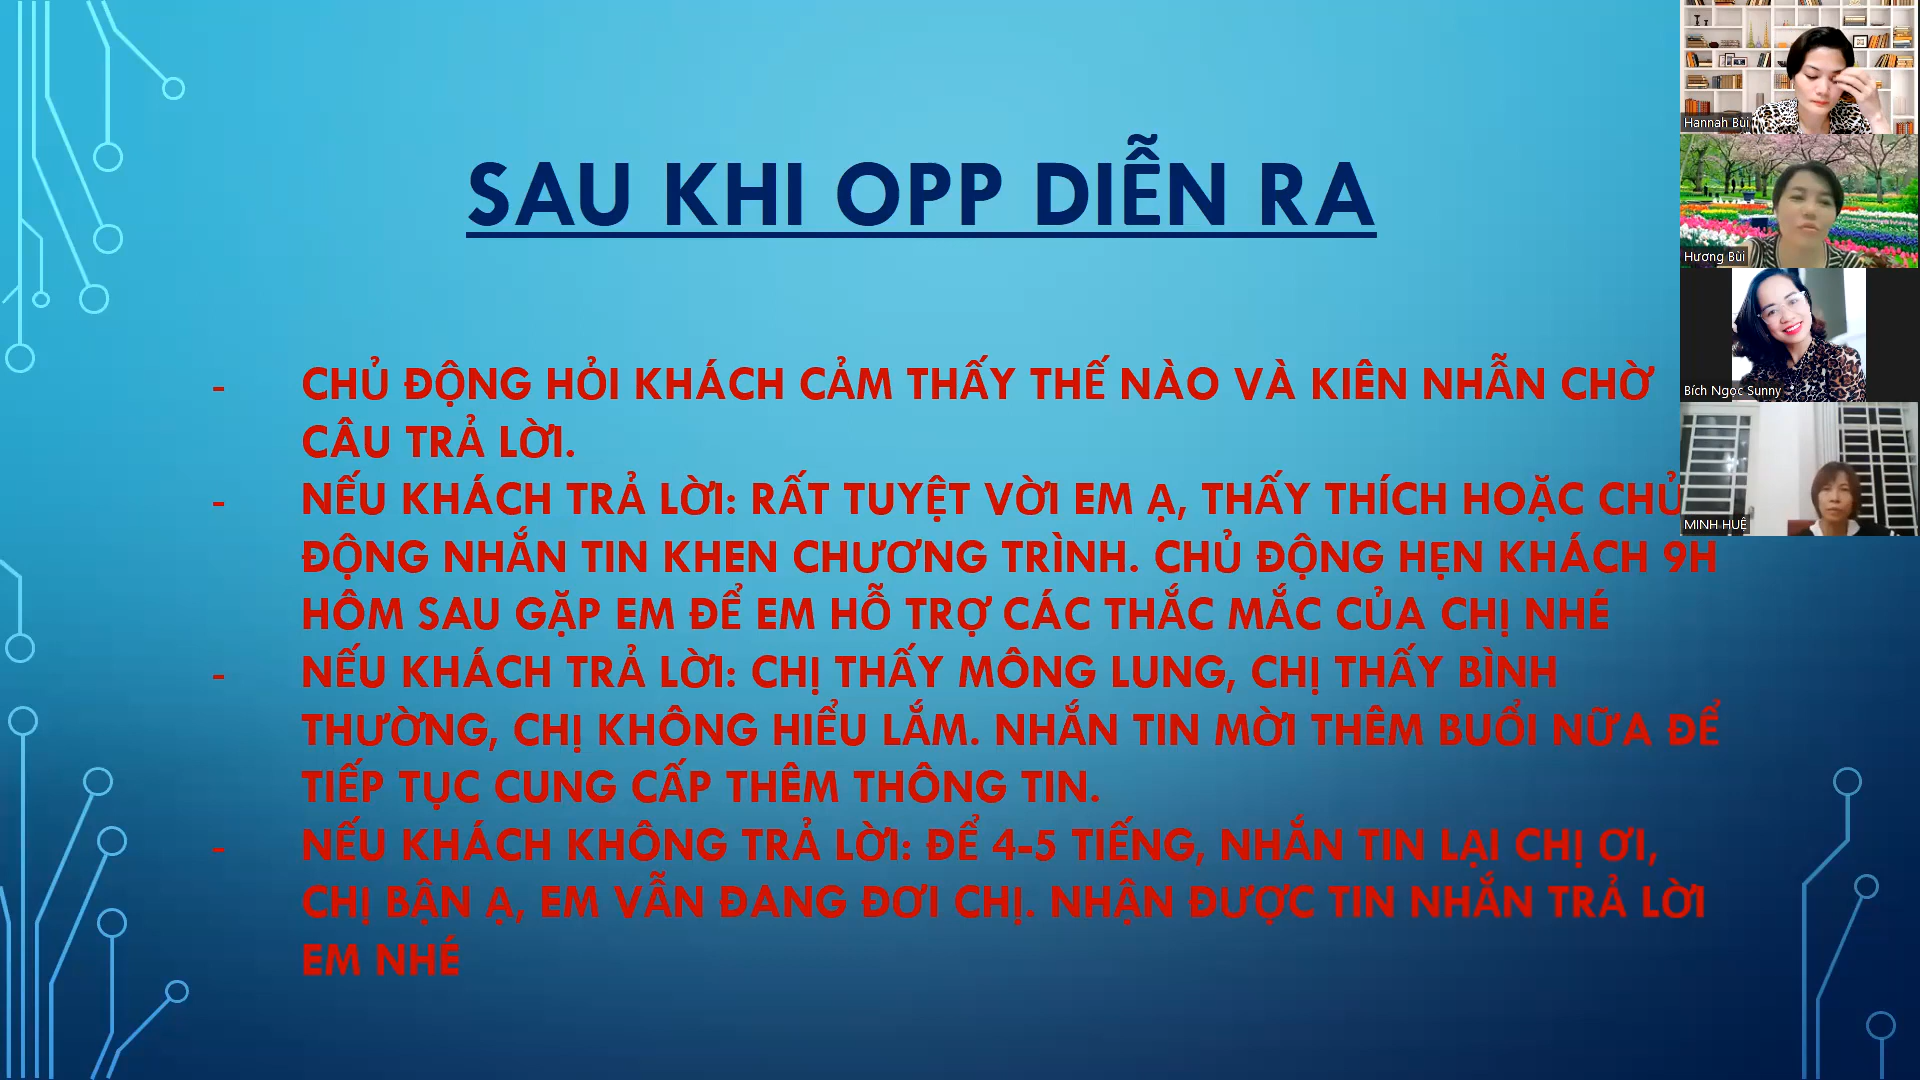 SAU KHI OPP DIỄN RA
- CHỦ ĐỘNG HỎI KHÁCH CẢM THẤY THẾ NÀO VÀ KIÊN NHẪN CHỜ
CÂU TRẢ LỜI.
- NẾU KHÁCH TRẢ LỜI: RẤT TUYỆT VỜI EM Ạ, THẤY THÍCH HOẶC CHỦ
ĐỘNG NHẮN TIN KHEN CHƯƠNG TRÌNH. CHỦ ĐỘNG HẸN KHÁCH 9H
HÔM SAU GẶP EM ĐỂ EM HỖ TRỢ CÁC THẮC MẮC CỦA CHỊ NHÉ
- NẾU KHÁCH TRẢ LỜI: CHỊ THẤY MÔNG LUNG, CHỊ THẤY BÌNH
THƯỜNG, CHỊ KHÔNG HIỂU LẮM. NHẮN TIN MỜI THÊM BUỔI NỮA ĐỂ
TIẾP TỤC CUNG CẤP THÊM THÔNG TIN.
- NẾU KHÁCH KHÔNG TRẢ LỜI: ĐỂ 4-5 TIẾNG, NHẮN TIN LẠI CHỊ ƠI,
CHỊ BẬN Ạ, EM VẪN ĐANG ĐƠI CHỊ. NHẬN ĐƯỢC TIN NHẮN TRẢ LỜI
EM NHÉ
Hannah Bùi
Hương Bùi
Bích Ngọc Sunny
MINH HUỆ